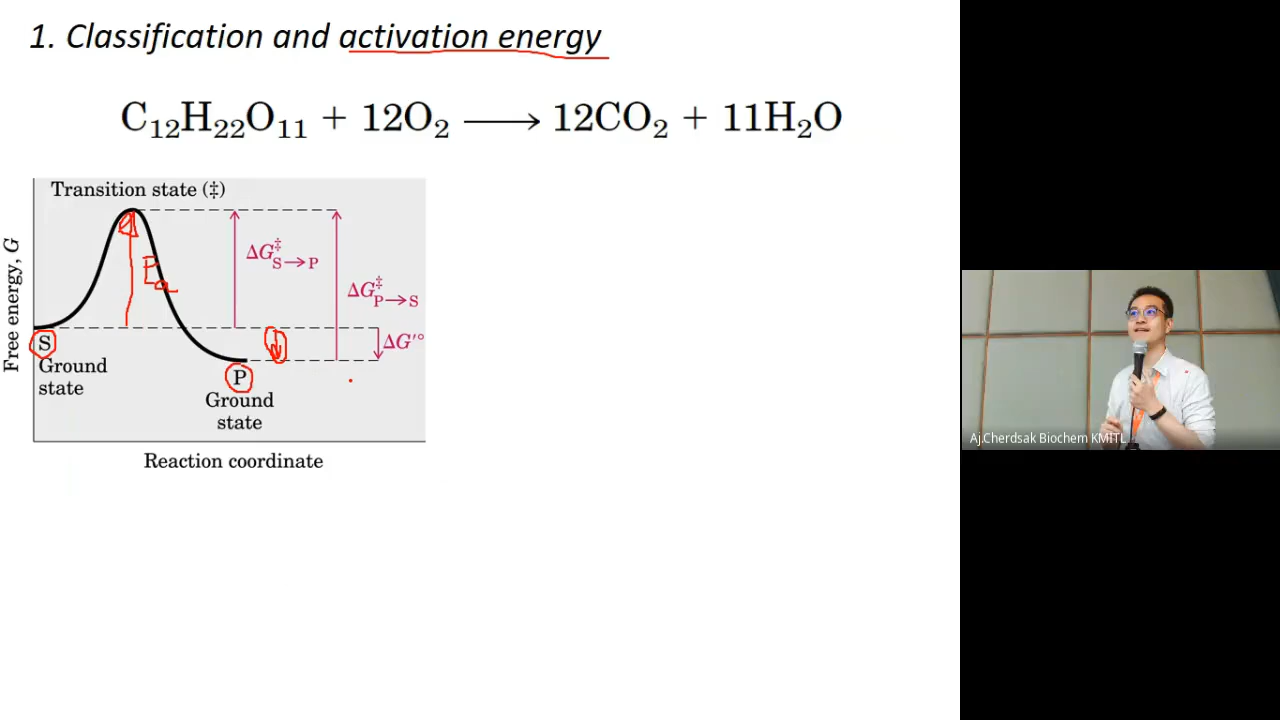 1. Classification and activation energy
C₁₂H₂₂O₁₁ + 12O₂ ⟶ 12CO₂ + 11H₂O
Transition state (‡)
Free energy, G
ΔG‡S→P
ΔG‡P→S
ΔG′°
Ea
S
Ground
state
P
Ground
state
Reaction coordinate
Aj.Cherdsak Biochem KMITL